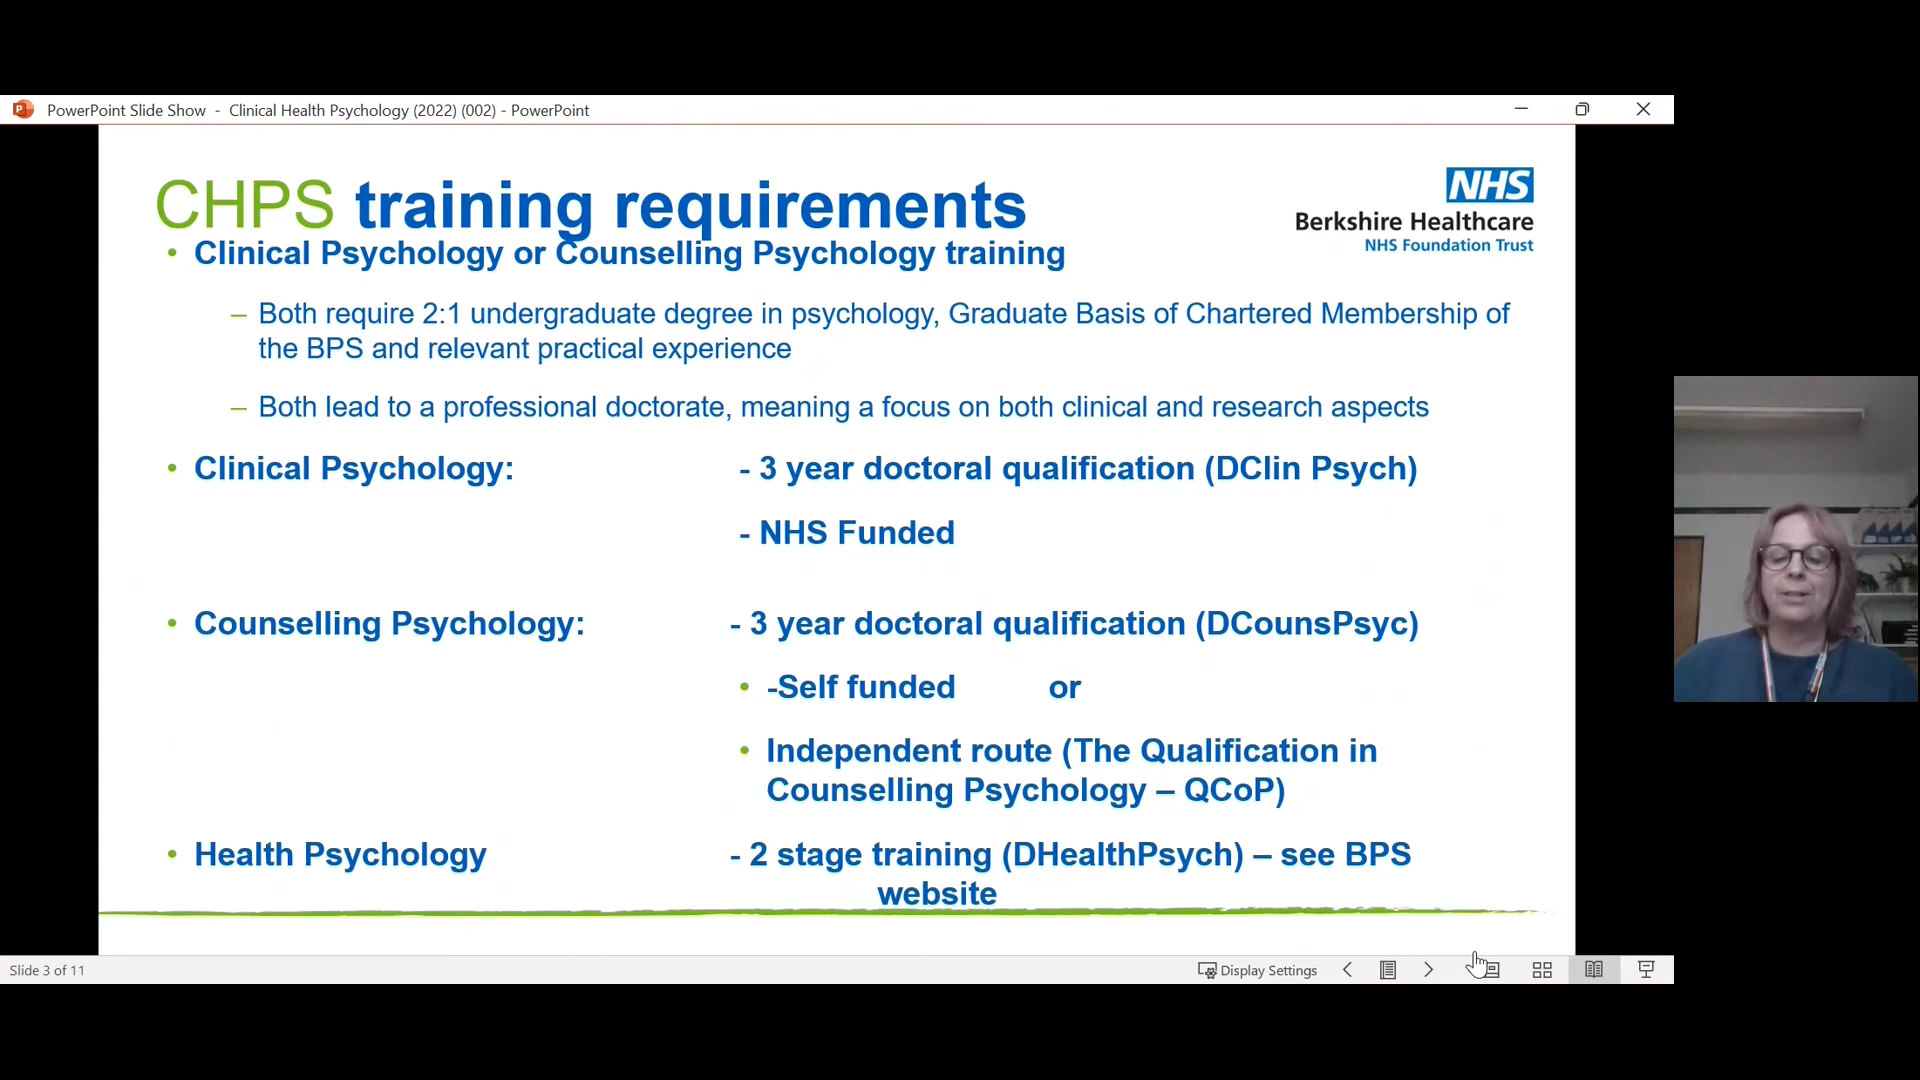 PowerPoint Slide Show - Clinical Health Psychology (2022) (002) - PowerPoint
CHPS training requirements
NHS
Berkshire Healthcare
NHS Foundation Trust
• Clinical Psychology or Counselling Psychology training
– Both require 2:1 undergraduate degree in psychology, Graduate Basis of Chartered Membership of
the BPS and relevant practical experience
– Both lead to a professional doctorate, meaning a focus on both clinical and research aspects
• Clinical Psychology: - 3 year doctoral qualification (DClin Psych)
- NHS Funded
• Counselling Psychology: - 3 year doctoral qualification (DCounsPsyc)
• -Self funded or
• Independent route (The Qualification in
Counselling Psychology – QCoP)
• Health Psychology - 2 stage training (DHealthPsych) – see BPS
website
Slide 3 of 11
Display Settings